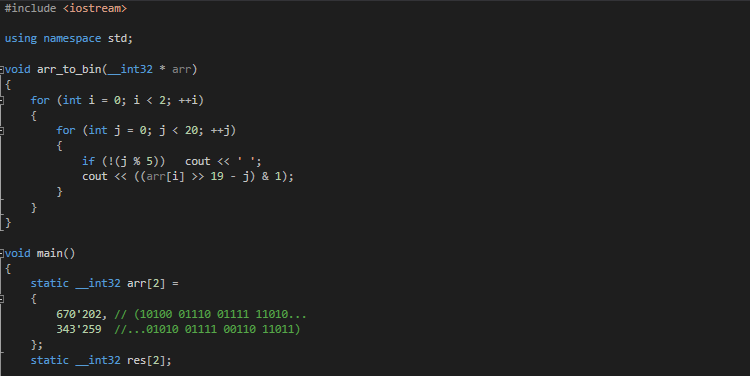 #include <iostream>
using namespace std;
void arr_to_bin(__int32 * arr)
{
for (int i = 0; i < 2; ++i)
{
for (int j = 0; j < 20; ++j)
{
if (!(j % 5))   cout << ' ';
cout << ((arr[i] >> 19 - j) & 1);
}
}
}
void main()
{
static __int32 arr[2] =
{
670'202, // (10100 01110 01111 11010...
343'259  //...01010 01111 00110 11011)
};
static __int32 res[2];